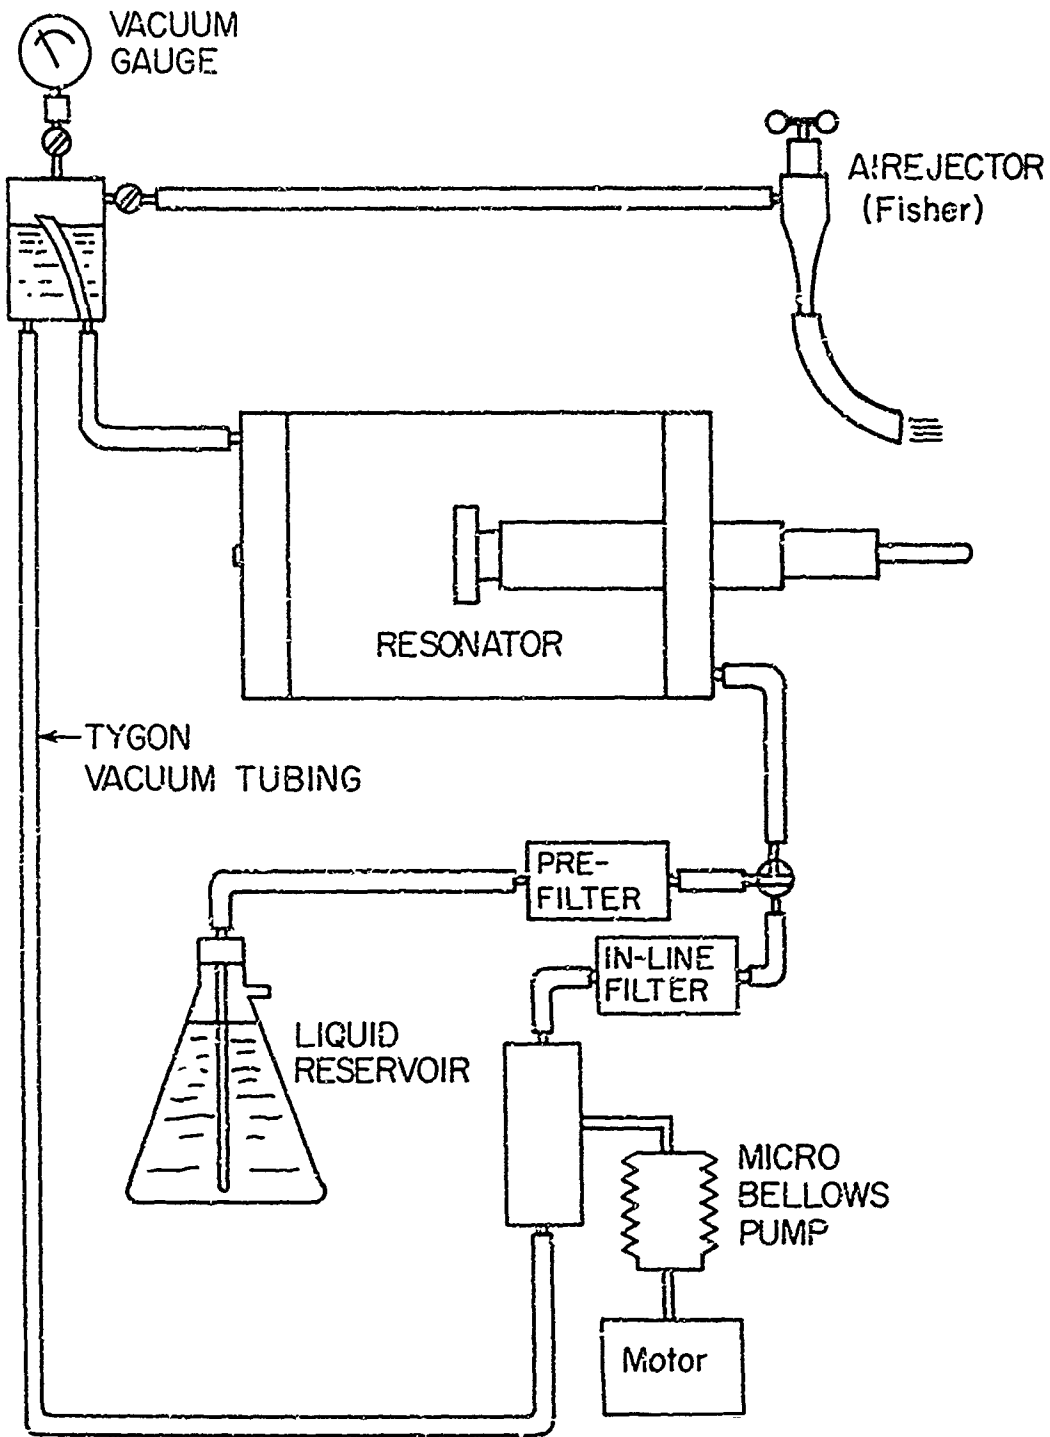 VACUUM
GAUGE
AIREJECTOR
(Fisher)
RESONATOR
TYGON
VACUUM TUBING
PRE-
FILTER
IN-LINE
FILTER
LIQUID
RESERVOIR
MICRO
BELLOWS
PUMP
Motor